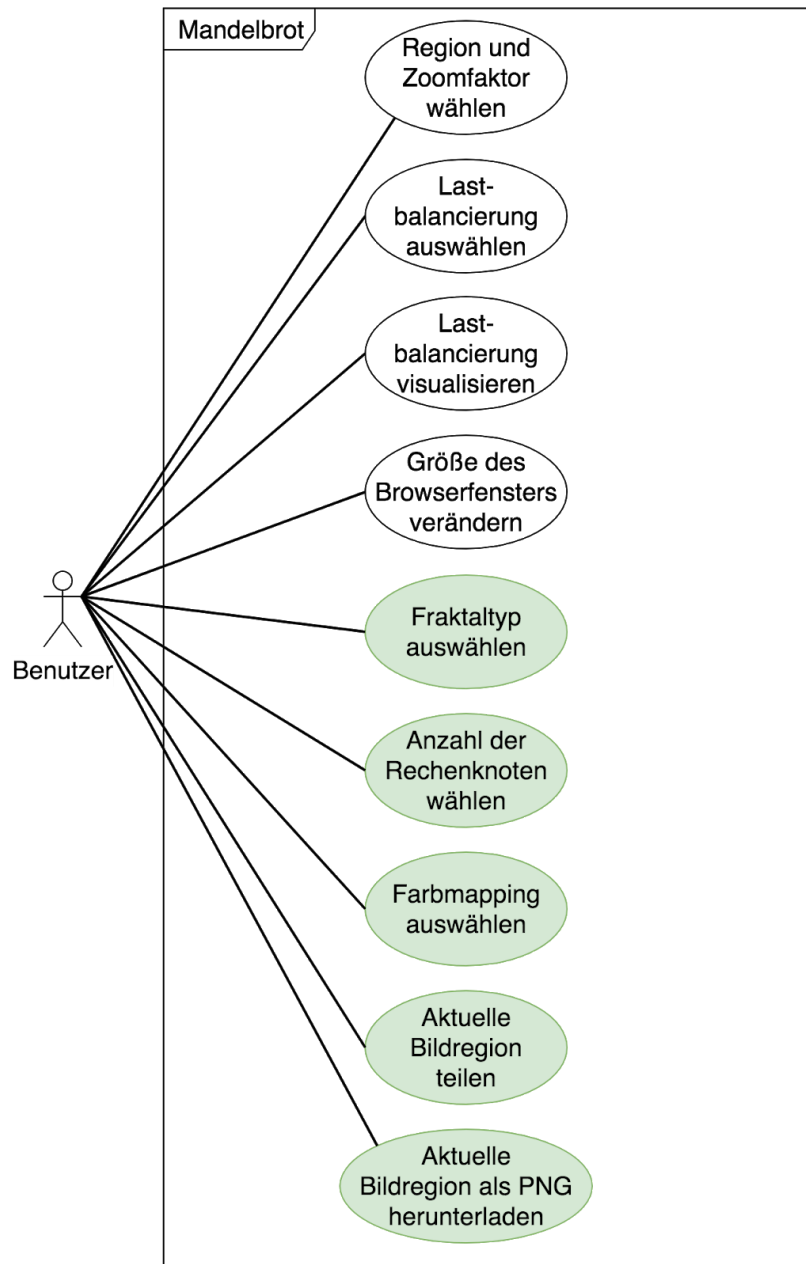 Mandelbrot
Region und
Zoomfaktor
wählen
Last-
balancierung
auswählen
Last-
balancierung
visualisieren
Größe des
Browserfensters
verändern
Fraktaltyp
auswählen
Benutzer
Anzahl der
Rechenknoten
wählen
Farbmapping
auswählen
Aktuelle
Bildregion
teilen
Aktuelle
Bildregion als PNG
herunterladen